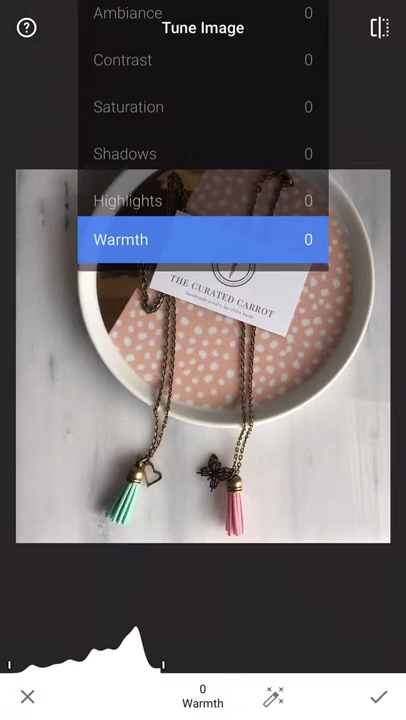 Ambiance 0
Tune Image
Contrast 0
Saturation 0
Shadows 0
Highlights 0
Warmth 0
THE CURATED CARROT
0
Warmth